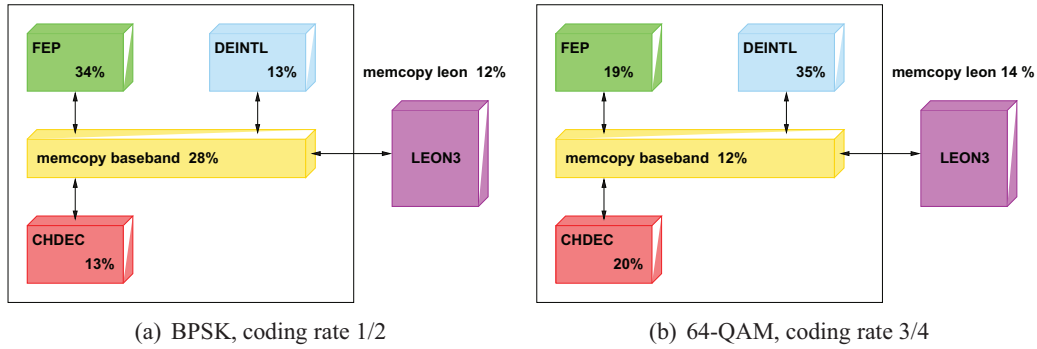 FEP
34%
DEINTL
13%
memcopy leon 12%
memcopy baseband 28%
LEON3
CHDEC
13%
(a) BPSK, coding rate 1/2
FEP
19%
DEINTL
35%
memcopy leon 14 %
memcopy baseband 12%
LEON3
CHDEC
20%
(b) 64-QAM, coding rate 3/4